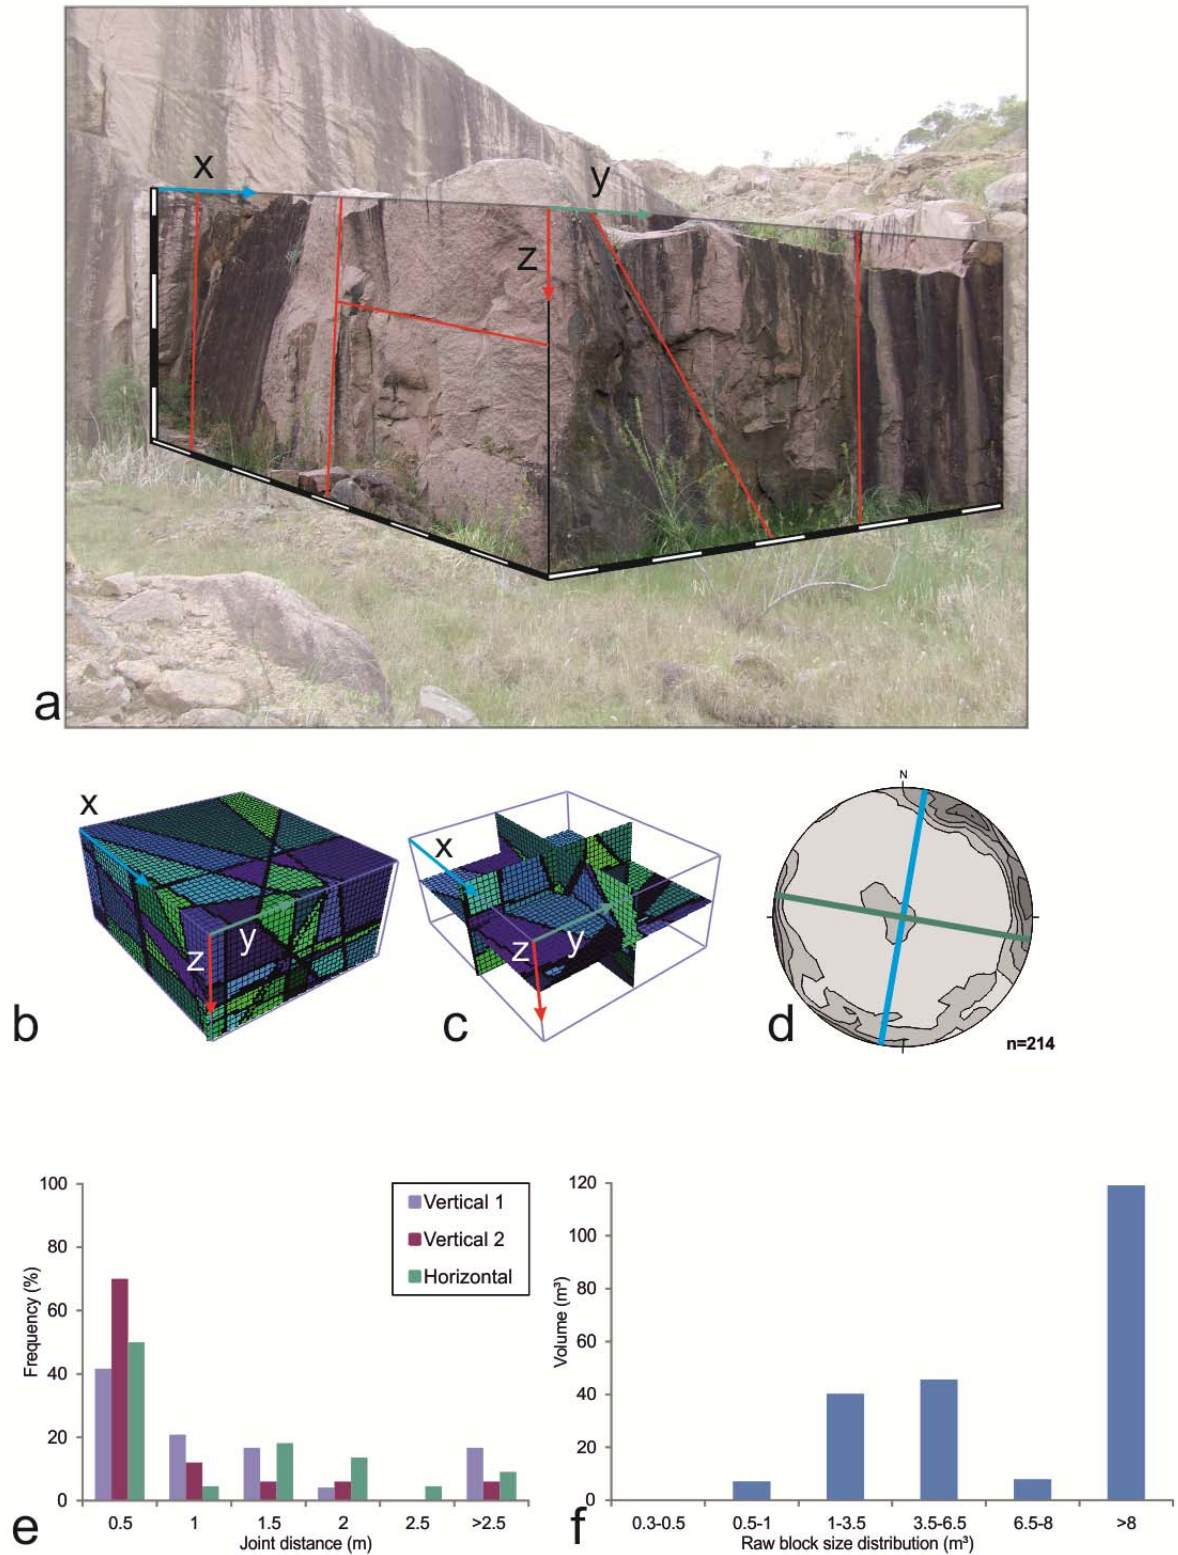 x
y
z
a
x
y
z
b
x
y
z
c
N
d
n=214
100
80
60
40
20
0
Frequency (%)
Vertical 1
Vertical 2
Horizontal
0.5 1 1.5 2 2.5 >2.5
Joint distance (m)
e
120
100
80
60
40
20
0
Volume (m³)
0.3-0.5 0.5-1 1-3.5 3.5-6.5 6.5-8 >8
Raw block size distribution (m³)
f